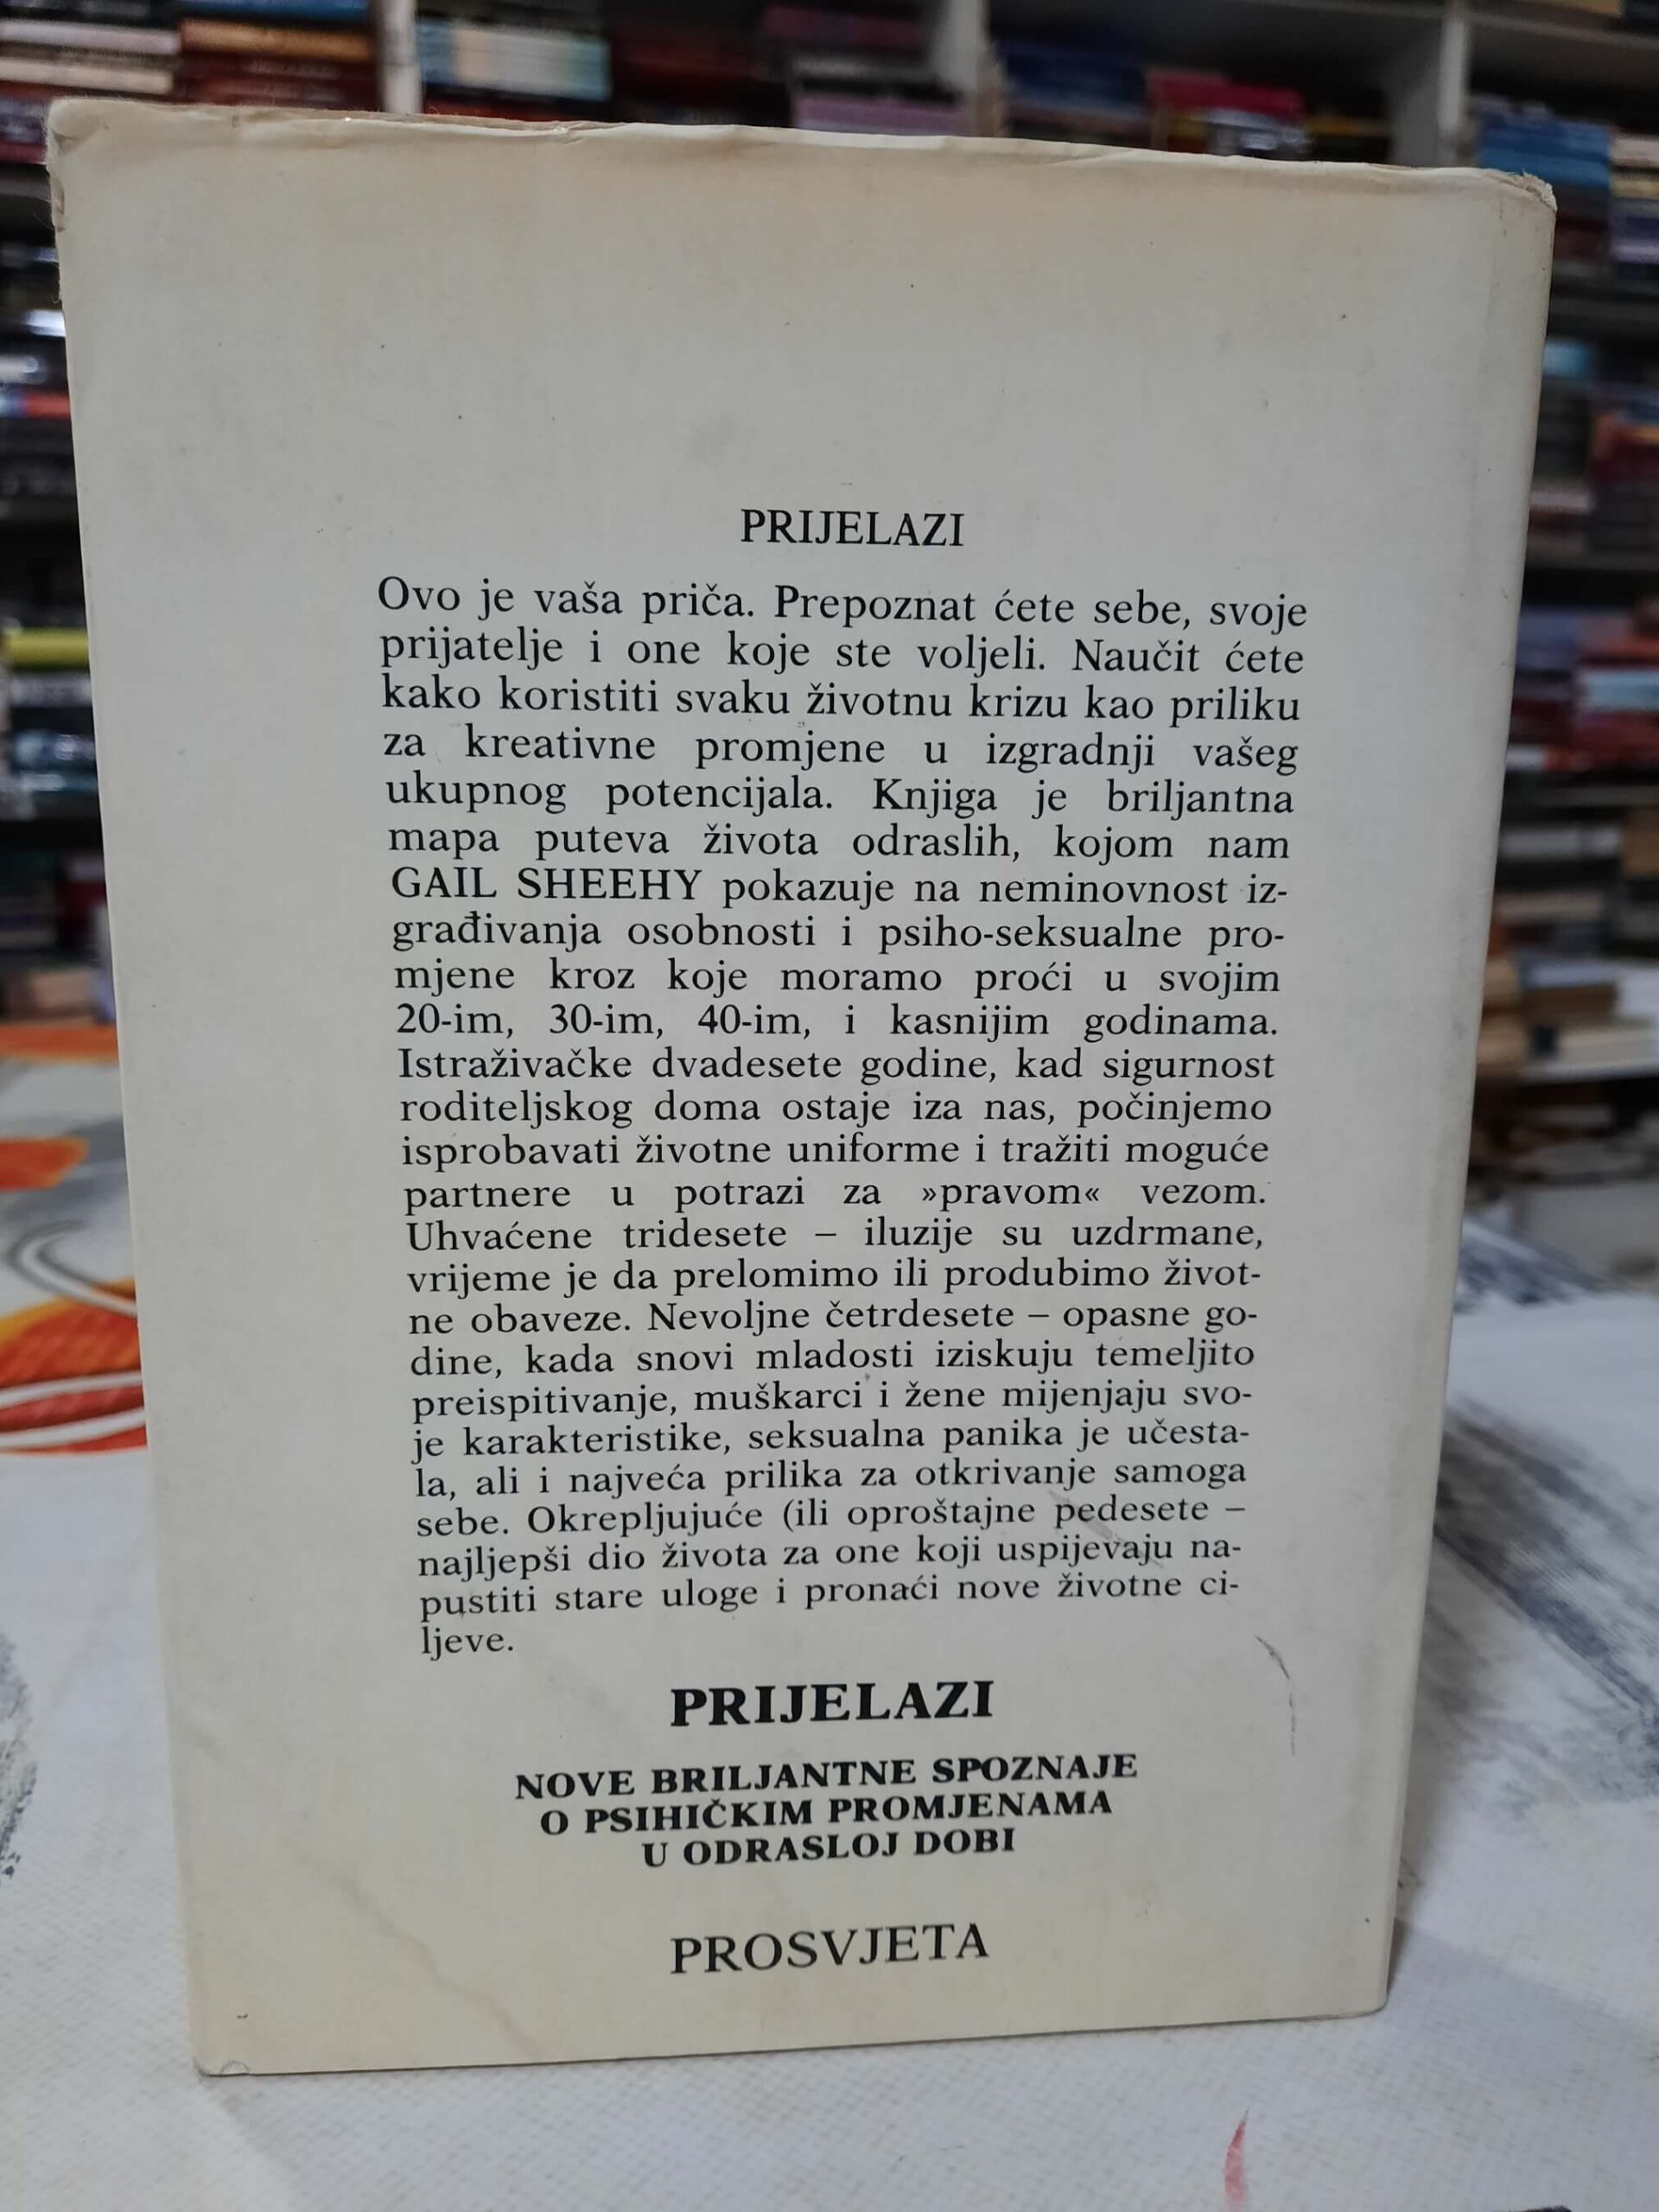 PRIJELAZI
Ovo je vaša priča. Prepoznat ćete sebe, svoje
prijatelje i one koje ste voljeli. Naučit ćete
kako koristiti svaku životnu krizu kao priliku
za kreativne promjene u izgradnji vašeg
ukupnog potencijala. Knjiga je briljantna
mapa puteva života odraslih, kojom nam
GAIL SHEEHY pokazuje na neminovnost iz-
građivanja osobnosti i psiho-seksualne pro-
mjene kroz koje moramo proći u svojim
20-im, 30-im, 40-im, i kasnijim godinama.
Istraživačke dvadesete godine, kad sigurnost
roditeljskog doma ostaje iza nas, počinjemo
isprobavati životne uniforme i tražiti moguće
partnere u potrazi za »pravom« vezom.
Uhvaćene tridesete – iluzije su uzdrmane,
vrijeme je da prelomimo ili produbimo život-
ne obaveze. Nevoljne četrdesete – opasne go-
dine, kada snovi mladosti iziskuju temeljito
preispitivanje, muškarci i žene mijenjaju svo-
je karakteristike, seksualna panika je učesta-
la, ali i najveća prilika za otkrivanje samoga
sebe. Okrepljujuće (ili oproštajne pedesete –
najljepši dio života za one koji uspijevaju na-
pustiti stare uloge i pronaći nove životne ci-
ljeve.
PRIJELAZI
NOVE BRILJANTNE SPOZNAJE
O PSIHIČKIM PROMJENAMA
U ODRASLOJ DOBI
PROSVJETA